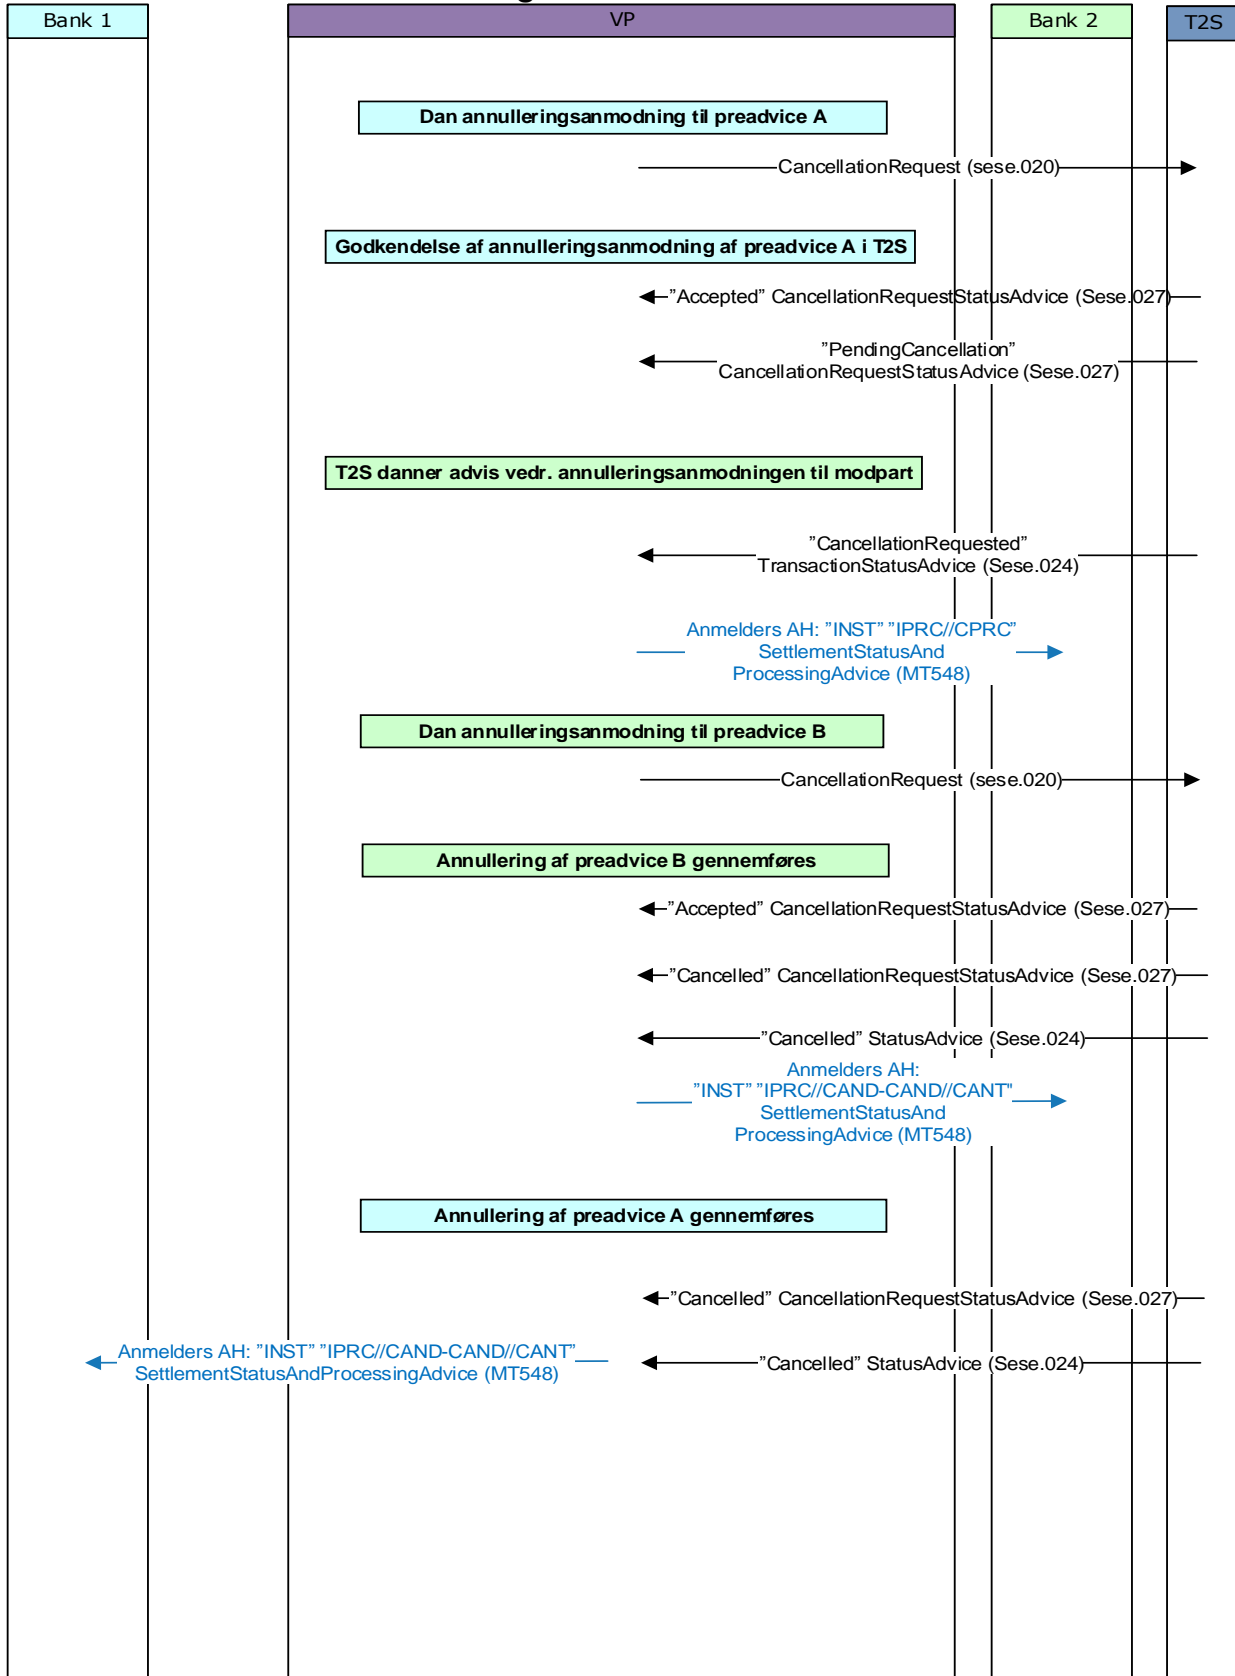 Bank 1
VP
Bank 2
T2S
Dan annulleringsanmodning til preadvice A
CancellationRequest (sese.020)
Godkendelse af annulleringsanmodning af preadvice A i T2S
”Accepted” CancellationRequestStatusAdvice (Sese.027)
”PendingCancellation”
CancellationRequestStatusAdvice (Sese.027)
T2S danner advis vedr. annulleringsanmodningen til modpart
”CancellationRequested”
TransactionStatusAdvice (Sese.024)
Anmelders AH: ”INST” ”IPRC//CPRC”
SettlementStatusAnd
ProcessingAdvice (MT548)
Dan annulleringsanmodning til preadvice B
CancellationRequest (sese.020)
Annullering af preadvice B gennemføres
”Accepted” CancellationRequestStatusAdvice (Sese.027)
”Cancelled” CancellationRequestStatusAdvice (Sese.027)
”Cancelled” StatusAdvice (Sese.024)
Anmelders AH:
”INST” ”IPRC//CAND-CAND//CANT"
SettlementStatusAnd
ProcessingAdvice (MT548)
Annullering af preadvice A gennemføres
”Cancelled” CancellationRequestStatusAdvice (Sese.027)
Anmelders AH: ”INST” ”IPRC//CAND-CAND//CANT”
SettlementStatusAndProcessingAdvice (MT548)
”Cancelled” StatusAdvice (Sese.024)